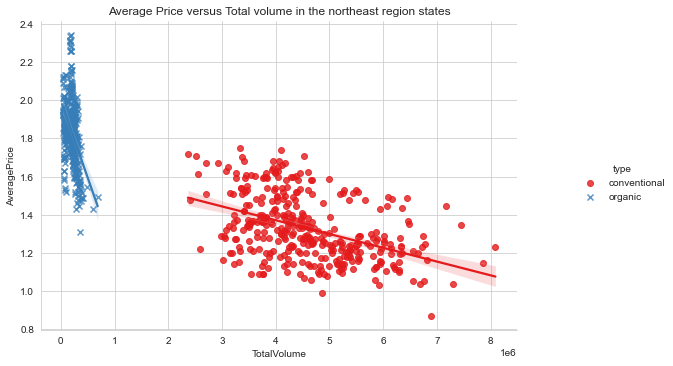 Average Price versus Total volume in the northeast region states
2.4
2.2
2.0
1.8
1.6
1.4
1.2
1.0
0.8
AveragePrice
0 1 2 3 4 5 6 7 8
1e6
TotalVolume
type
conventional
organic